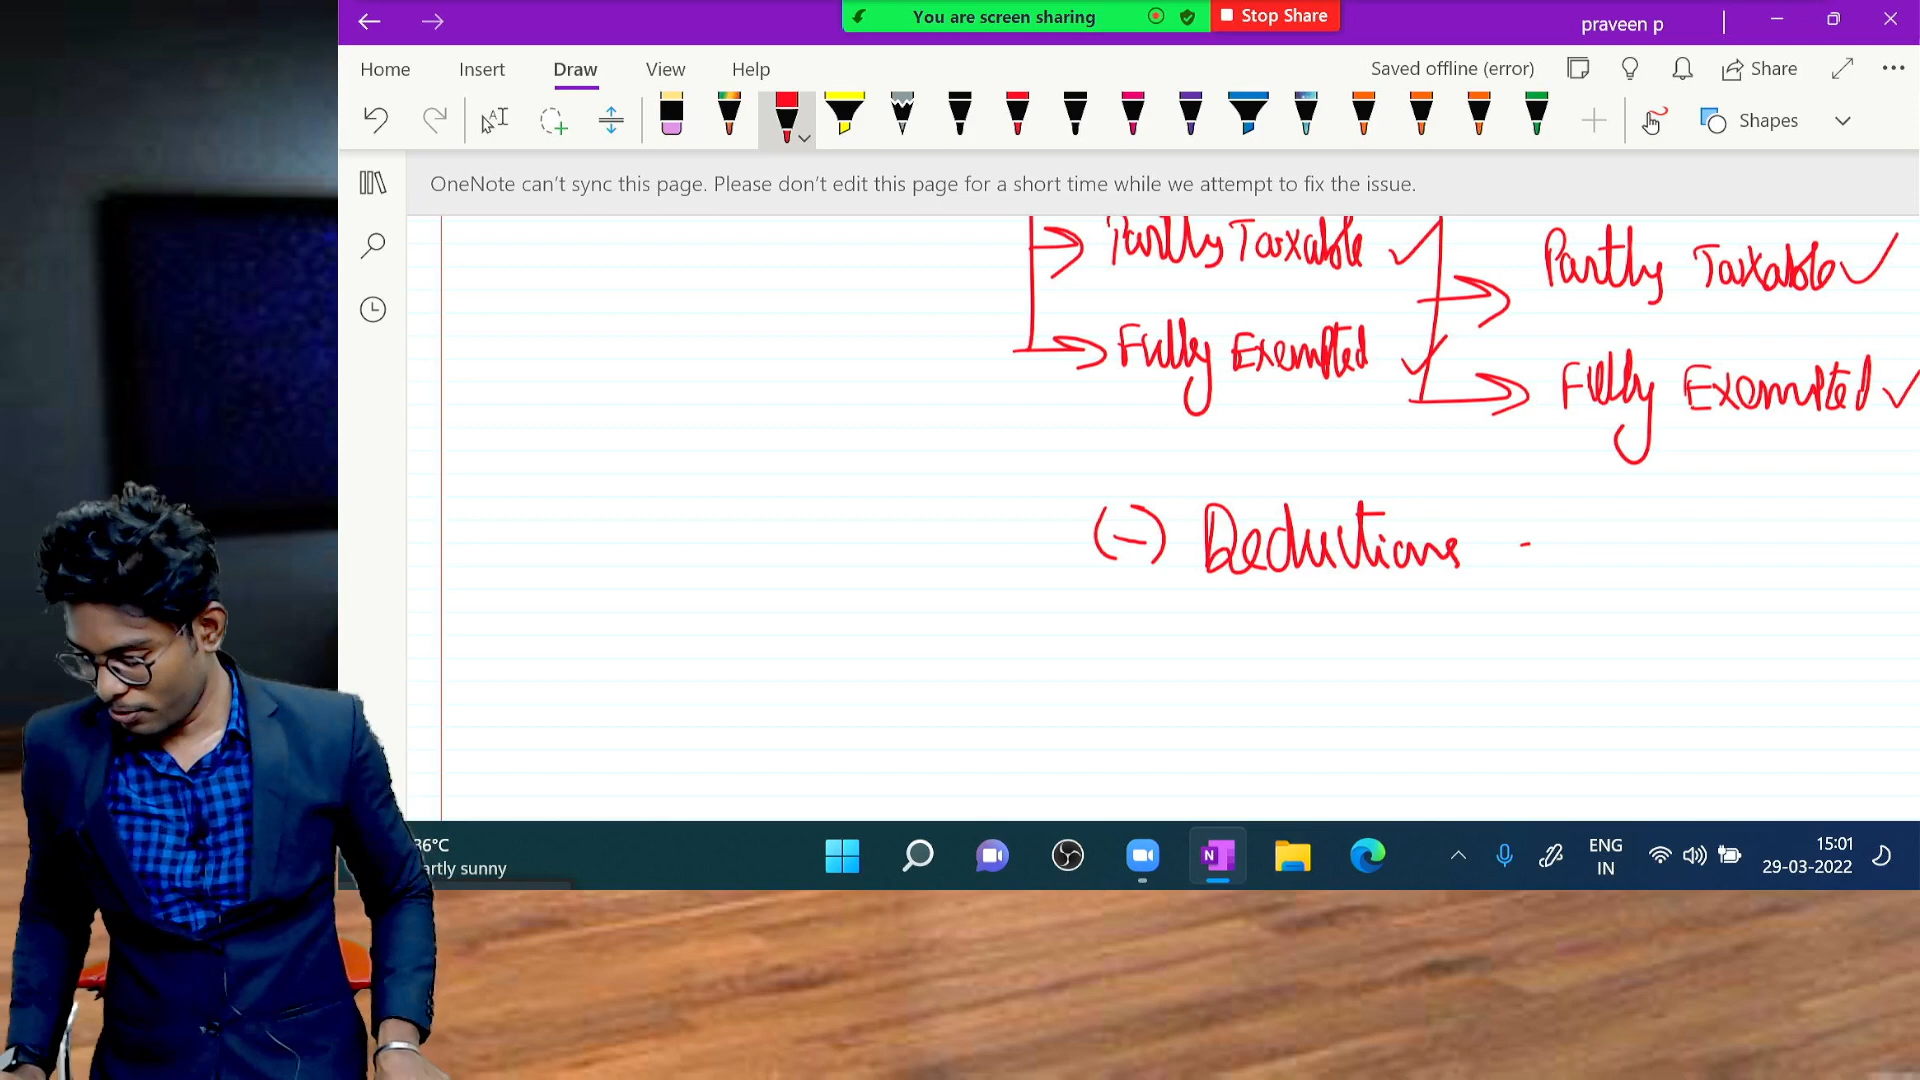 You are screen sharing
Stop Share
praveen p
Home Insert Draw View Help
Saved offline (error)
Share
Shapes
OneNote can't sync this page. Please don't edit this page for a short time while we attempt to fix the issue.
Partly Taxable
Partly Taxable
Fully Exempted
Fully Exempted
(-) Deductions -
36°C
artly sunny
ENG
IN
15:01
29-03-2022